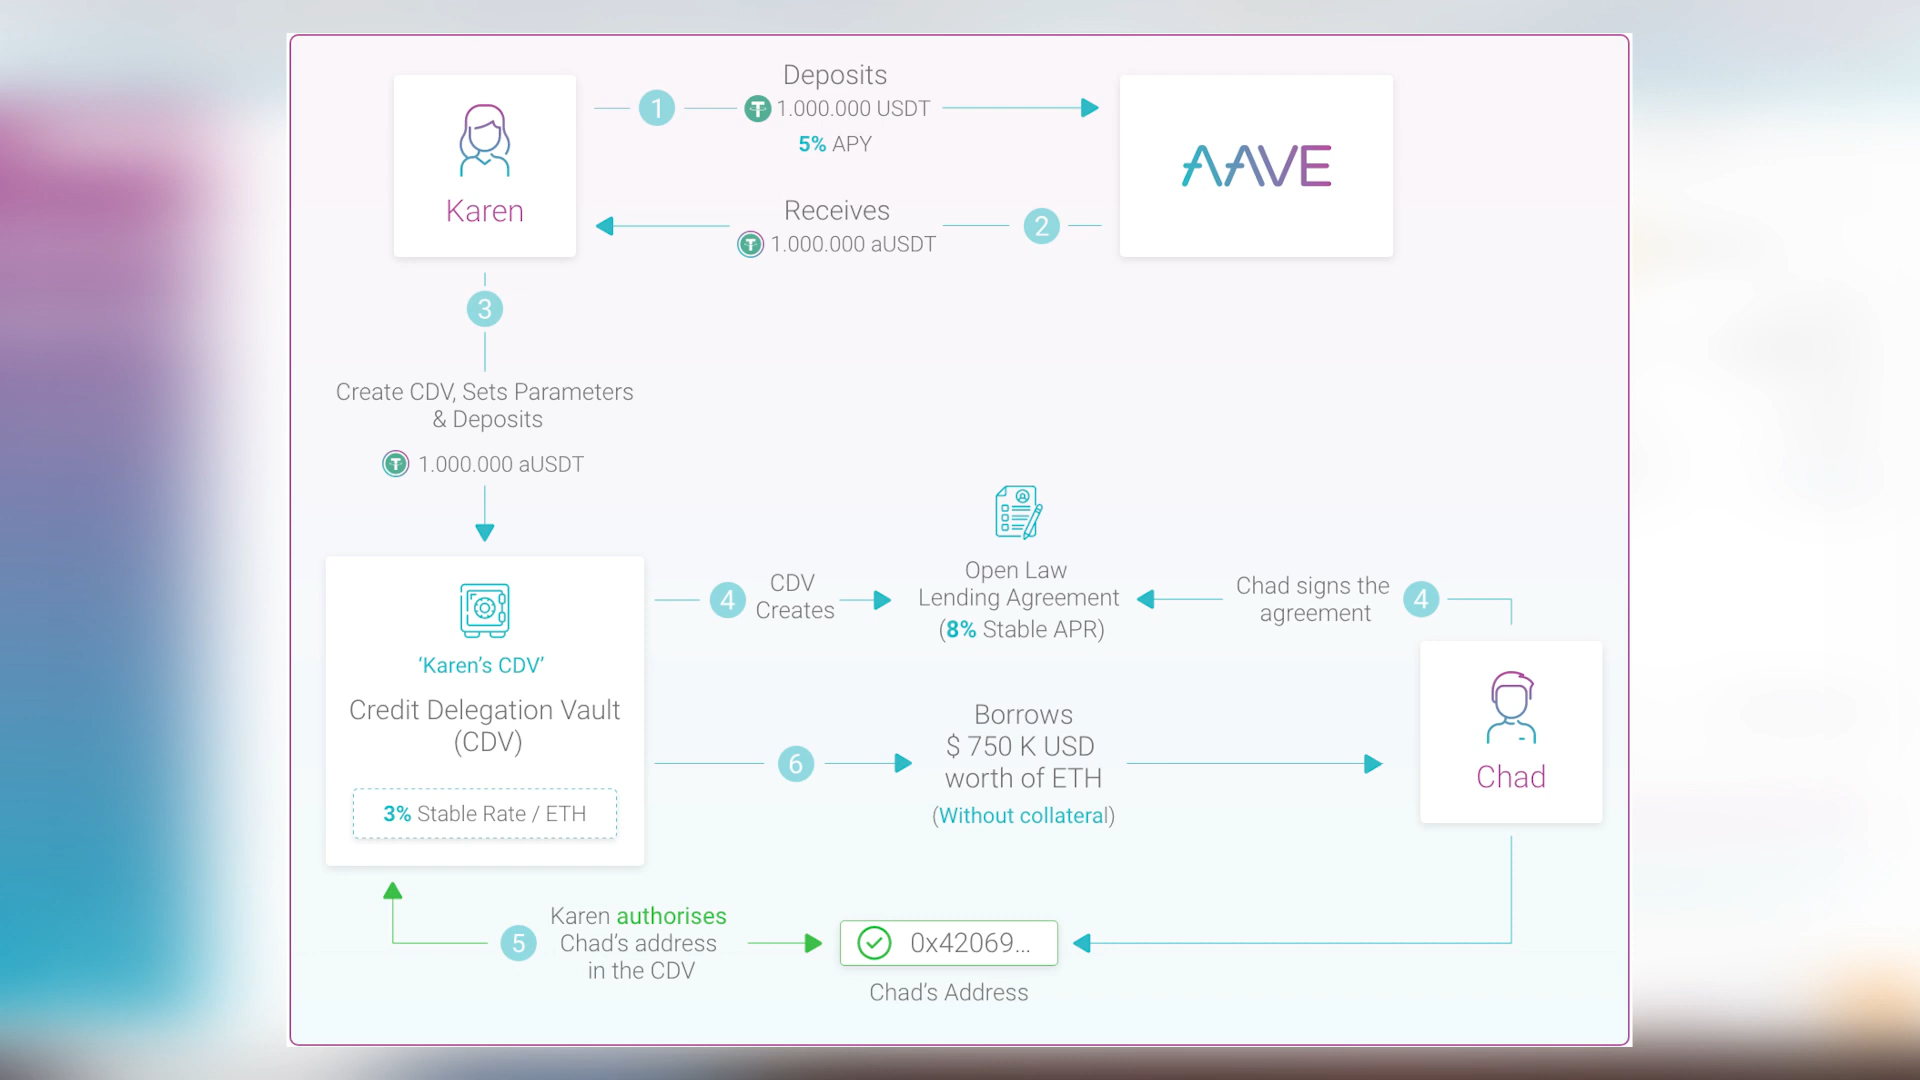 Deposits
1
1.000.000 USDT
5% APY
AAVE
Karen
Receives
2
1.000.000 aUSDT
3
Create CDV, Sets Parameters
& Deposits
1.000.000 aUSDT
4
CDV
Creates
Open Law
Lending Agreement
(8% Stable APR)
Chad signs the
agreement
4
'Karen's CDV'
Credit Delegation Vault
(CDV)
3% Stable Rate / ETH
6
Borrows
$ 750 K USD
worth of ETH
(Without collateral)
Chad
5
Karen authorises
Chad's address
in the CDV
0x42069...
Chad's Address